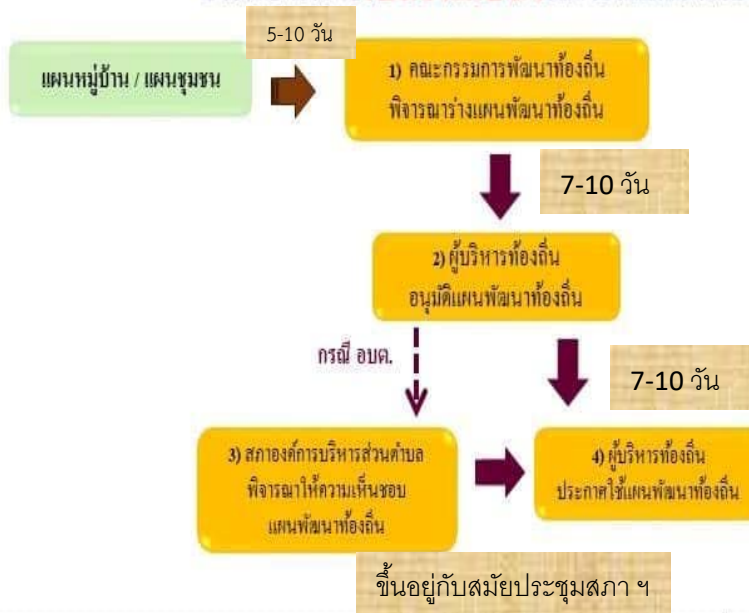 5-10 วัน
แผนหมู่บ้าน / แผนชุมชน
1) คณะกรรมการพัฒนาท้องถิ่น
พิจารณาร่างแผนพัฒนาท้องถิ่น
7-10 วัน
2) ผู้บริหารท้องถิ่น
อนุมัติแผนพัฒนาท้องถิ่น
กรณี อบต.
7-10 วัน
3) สภาองค์การบริหารส่วนตำบล
พิจารณาให้ความเห็นชอบ
แผนพัฒนาท้องถิ่น
4) ผู้บริหารท้องถิ่น
ประกาศใช้แผนพัฒนาท้องถิ่น
ขึ้นอยู่กับสมัยประชุมสภา ฯ